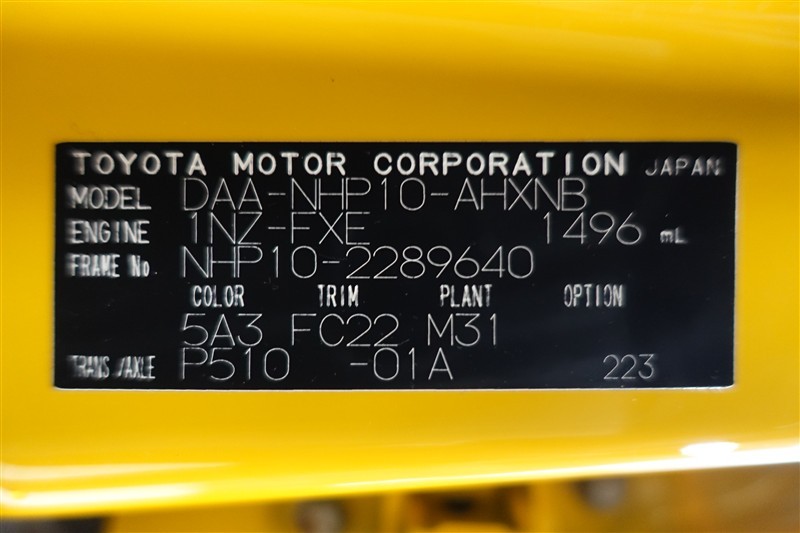 TOYOTA MOTOR CORPORATION JAPAN
MODEL DAA-NHP10-AHXNB
ENGINE 1NZ-FXE 1496 mL
FRAME No NHP10-2289640
COLOR TRIM PLANT OPTION
5A3 FC22 M31
TRANS./AXLE P510 -01A 223